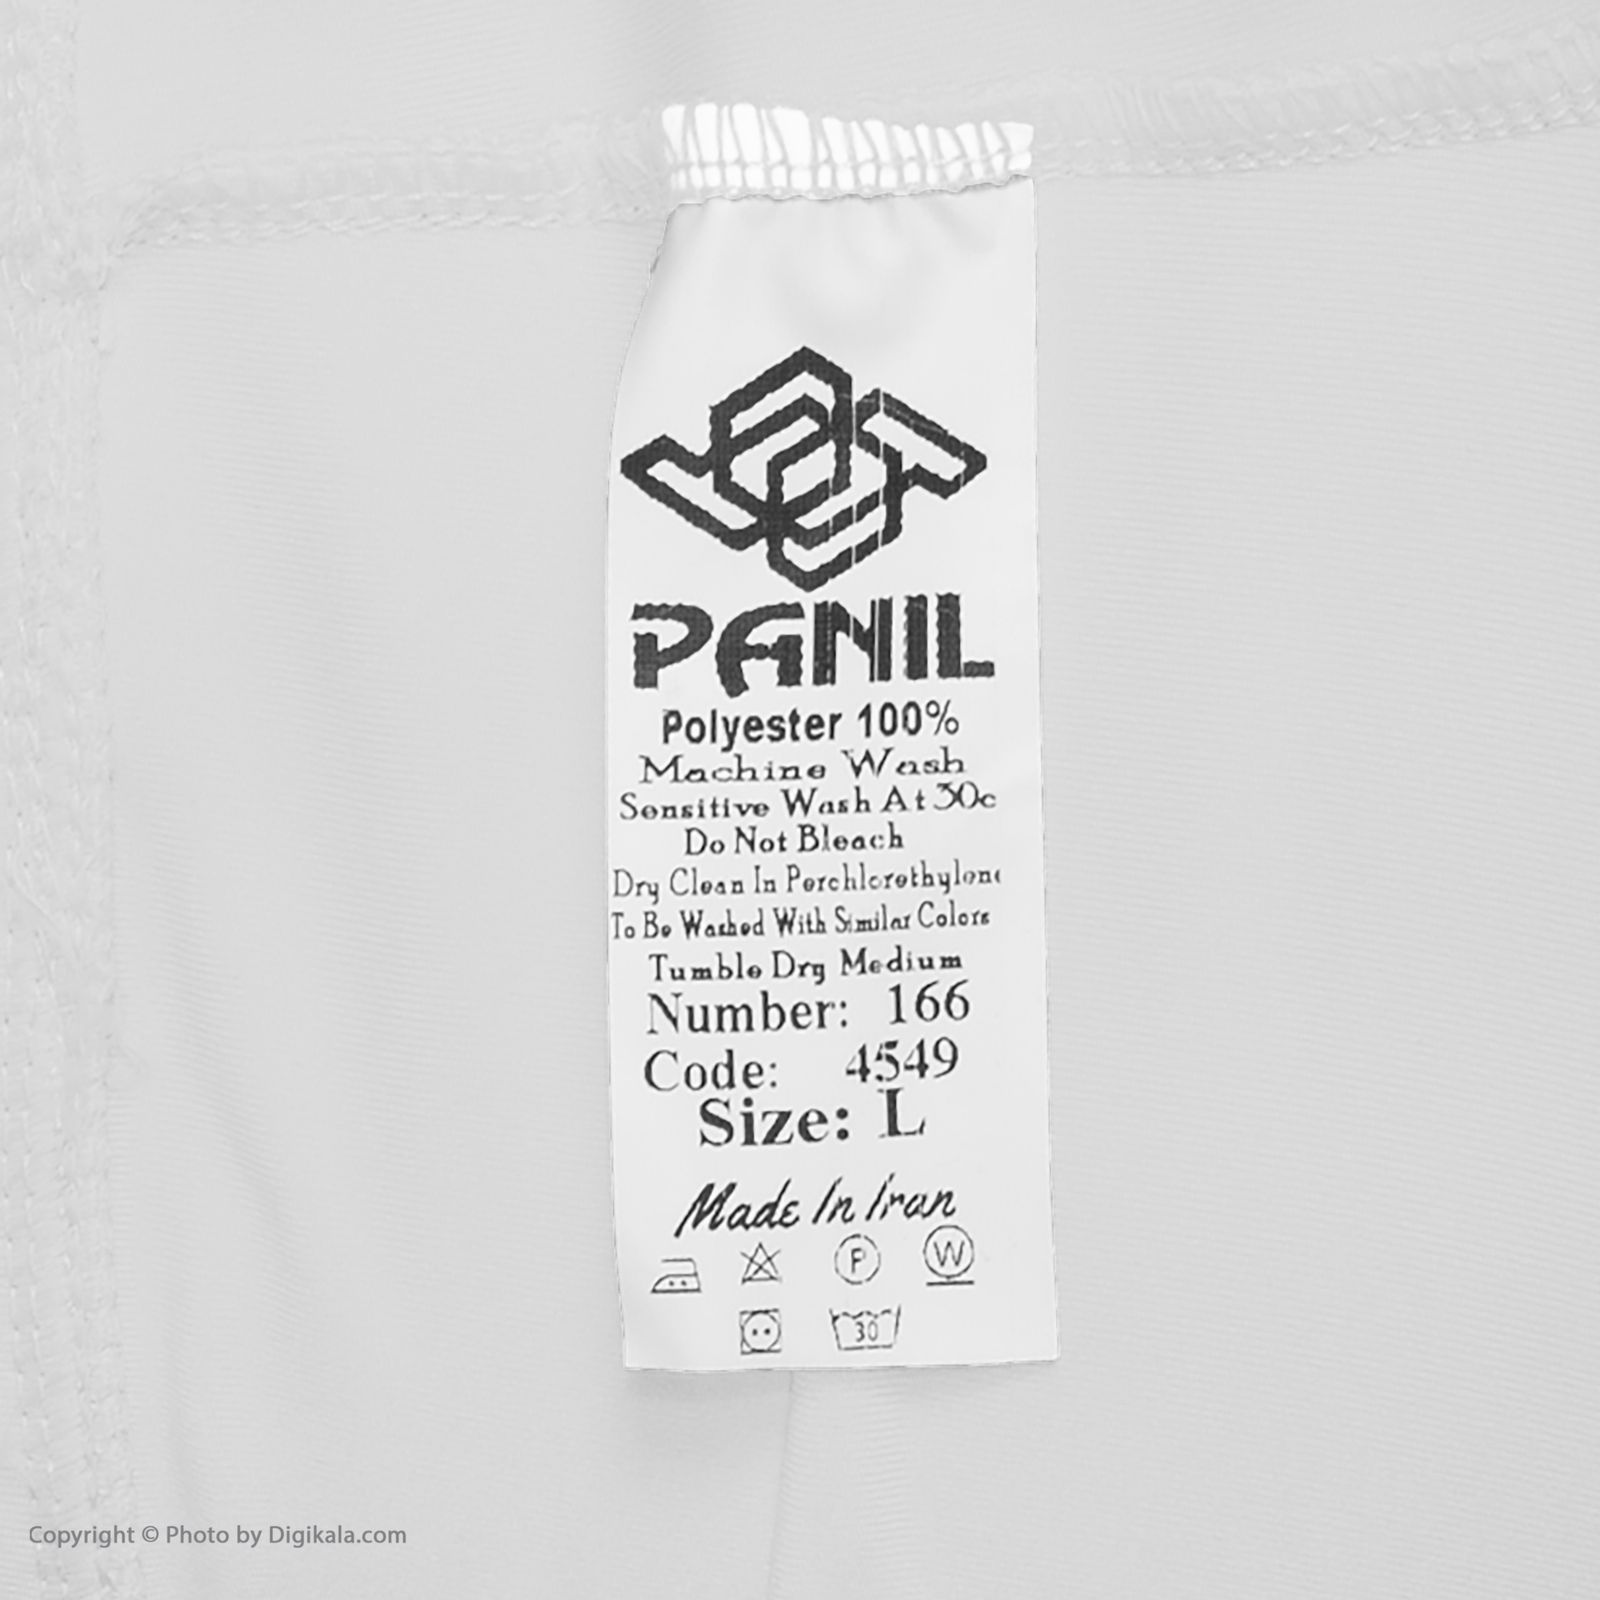 PANIL
Polyester 100%
Machine Wash
Sensitive Wash At 30c
Do Not Bleach
Dry Clean In Perchlorethylene
To Be Washed With Similar Colors
Tumble Dry Medium
Number: 166
Code: 4549
Size: L
Made In Iran
P W
30
Copyright © Photo by Digikala.com